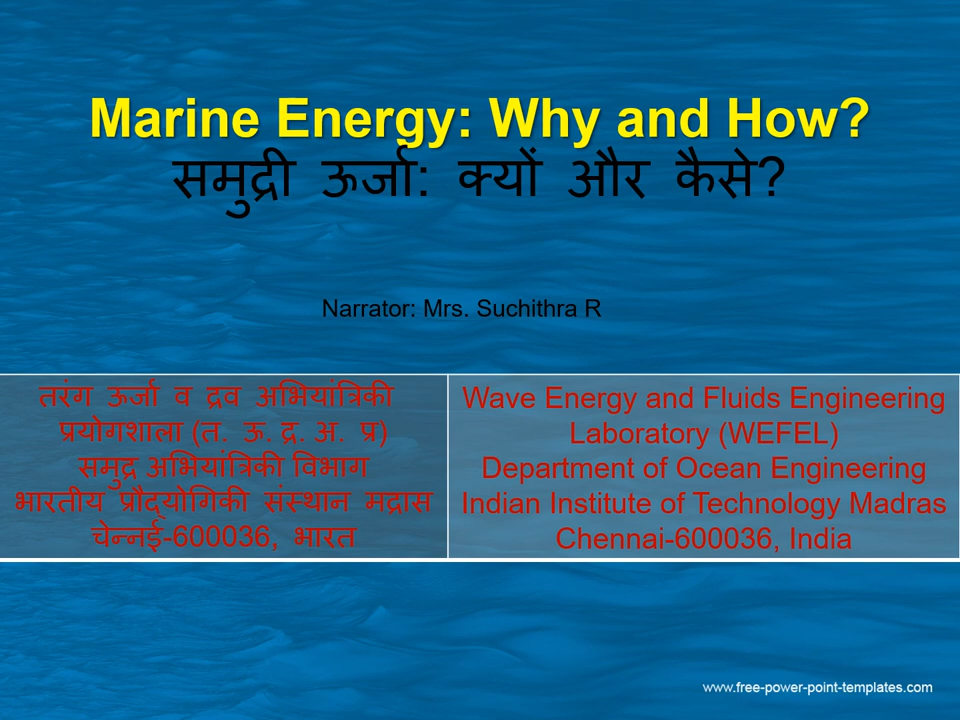 Marine Energy: Why and How?
समुद्री ऊर्जा: क्यों और कैसे?
Narrator: Mrs. Suchithra R
तरंग ऊर्जा व द्रव अभियांत्रिकी
प्रयोगशाला (त. ऊ. द्र. अ. प्र)
समुद्र अभियांत्रिकी विभाग
भारतीय प्रौद्योगिकी संस्थान मद्रास
चेन्नई-600036, भारत
Wave Energy and Fluids Engineering
Laboratory (WEFEL)
Department of Ocean Engineering
Indian Institute of Technology Madras
Chennai-600036, India
www.free-power-point-templates.com